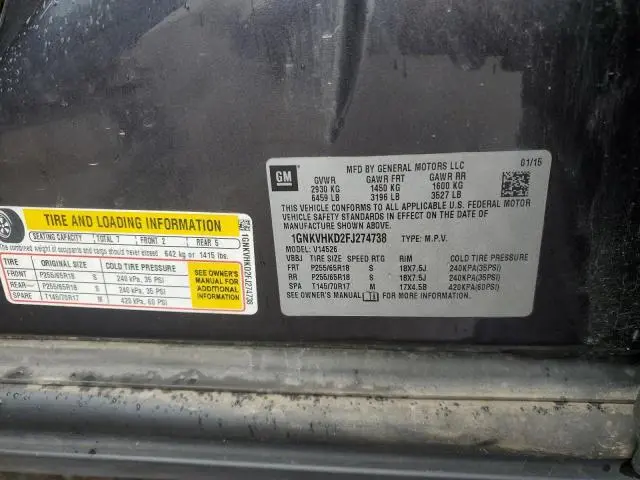 TIRE AND LOADING INFORMATION
SEATING CAPACITY TOTAL 7 FRONT 2 REAR 5
The combined weight of occupants and cargo should never exceed 642 kg or 1415 lbs.
TIRE ORIGINAL SIZE COLD TIRE PRESSURE
FRONT P255/65R18 S 240 kPa, 35 PSI
REAR P255/65R18 S 240 kPa, 35 PSI
SPARE T145/70R17 M 420 kPa, 60 PSI
SEE OWNER'S
MANUAL FOR
ADDITIONAL
INFORMATION
1GNKVHKD2FJ274738
GM
MFD BY GENERAL MOTORS LLC 01/15
GVWR GAWR FRT GAWR RR
2930 KG 1450 KG 1600 KG
6459 LB 3196 LB 3527 LB
THIS VEHICLE CONFORMS TO ALL APPLICABLE U.S. FEDERAL MOTOR
VEHICLE SAFETY STANDARDS IN EFFECT ON THE DATE OF
MANUFACTURE SHOWN ABOVE.
1GNKVHKD2FJ274738 TYPE: M.P.V.
MODEL: V14526
VBBJ TIRE SIZE SPEED RTG RIM COLD TIRE PRESSURE
FRT P255/65R18 S 18X7.5J 240KPA(35PSI)
RR P255/65R18 S 18X7.5J 240KPA(35PSI)
SPA T145/70R17 M 17X4.5B 420KPA(60PSI)
SEE OWNER'S MANUAL FOR MORE INFORMATION.